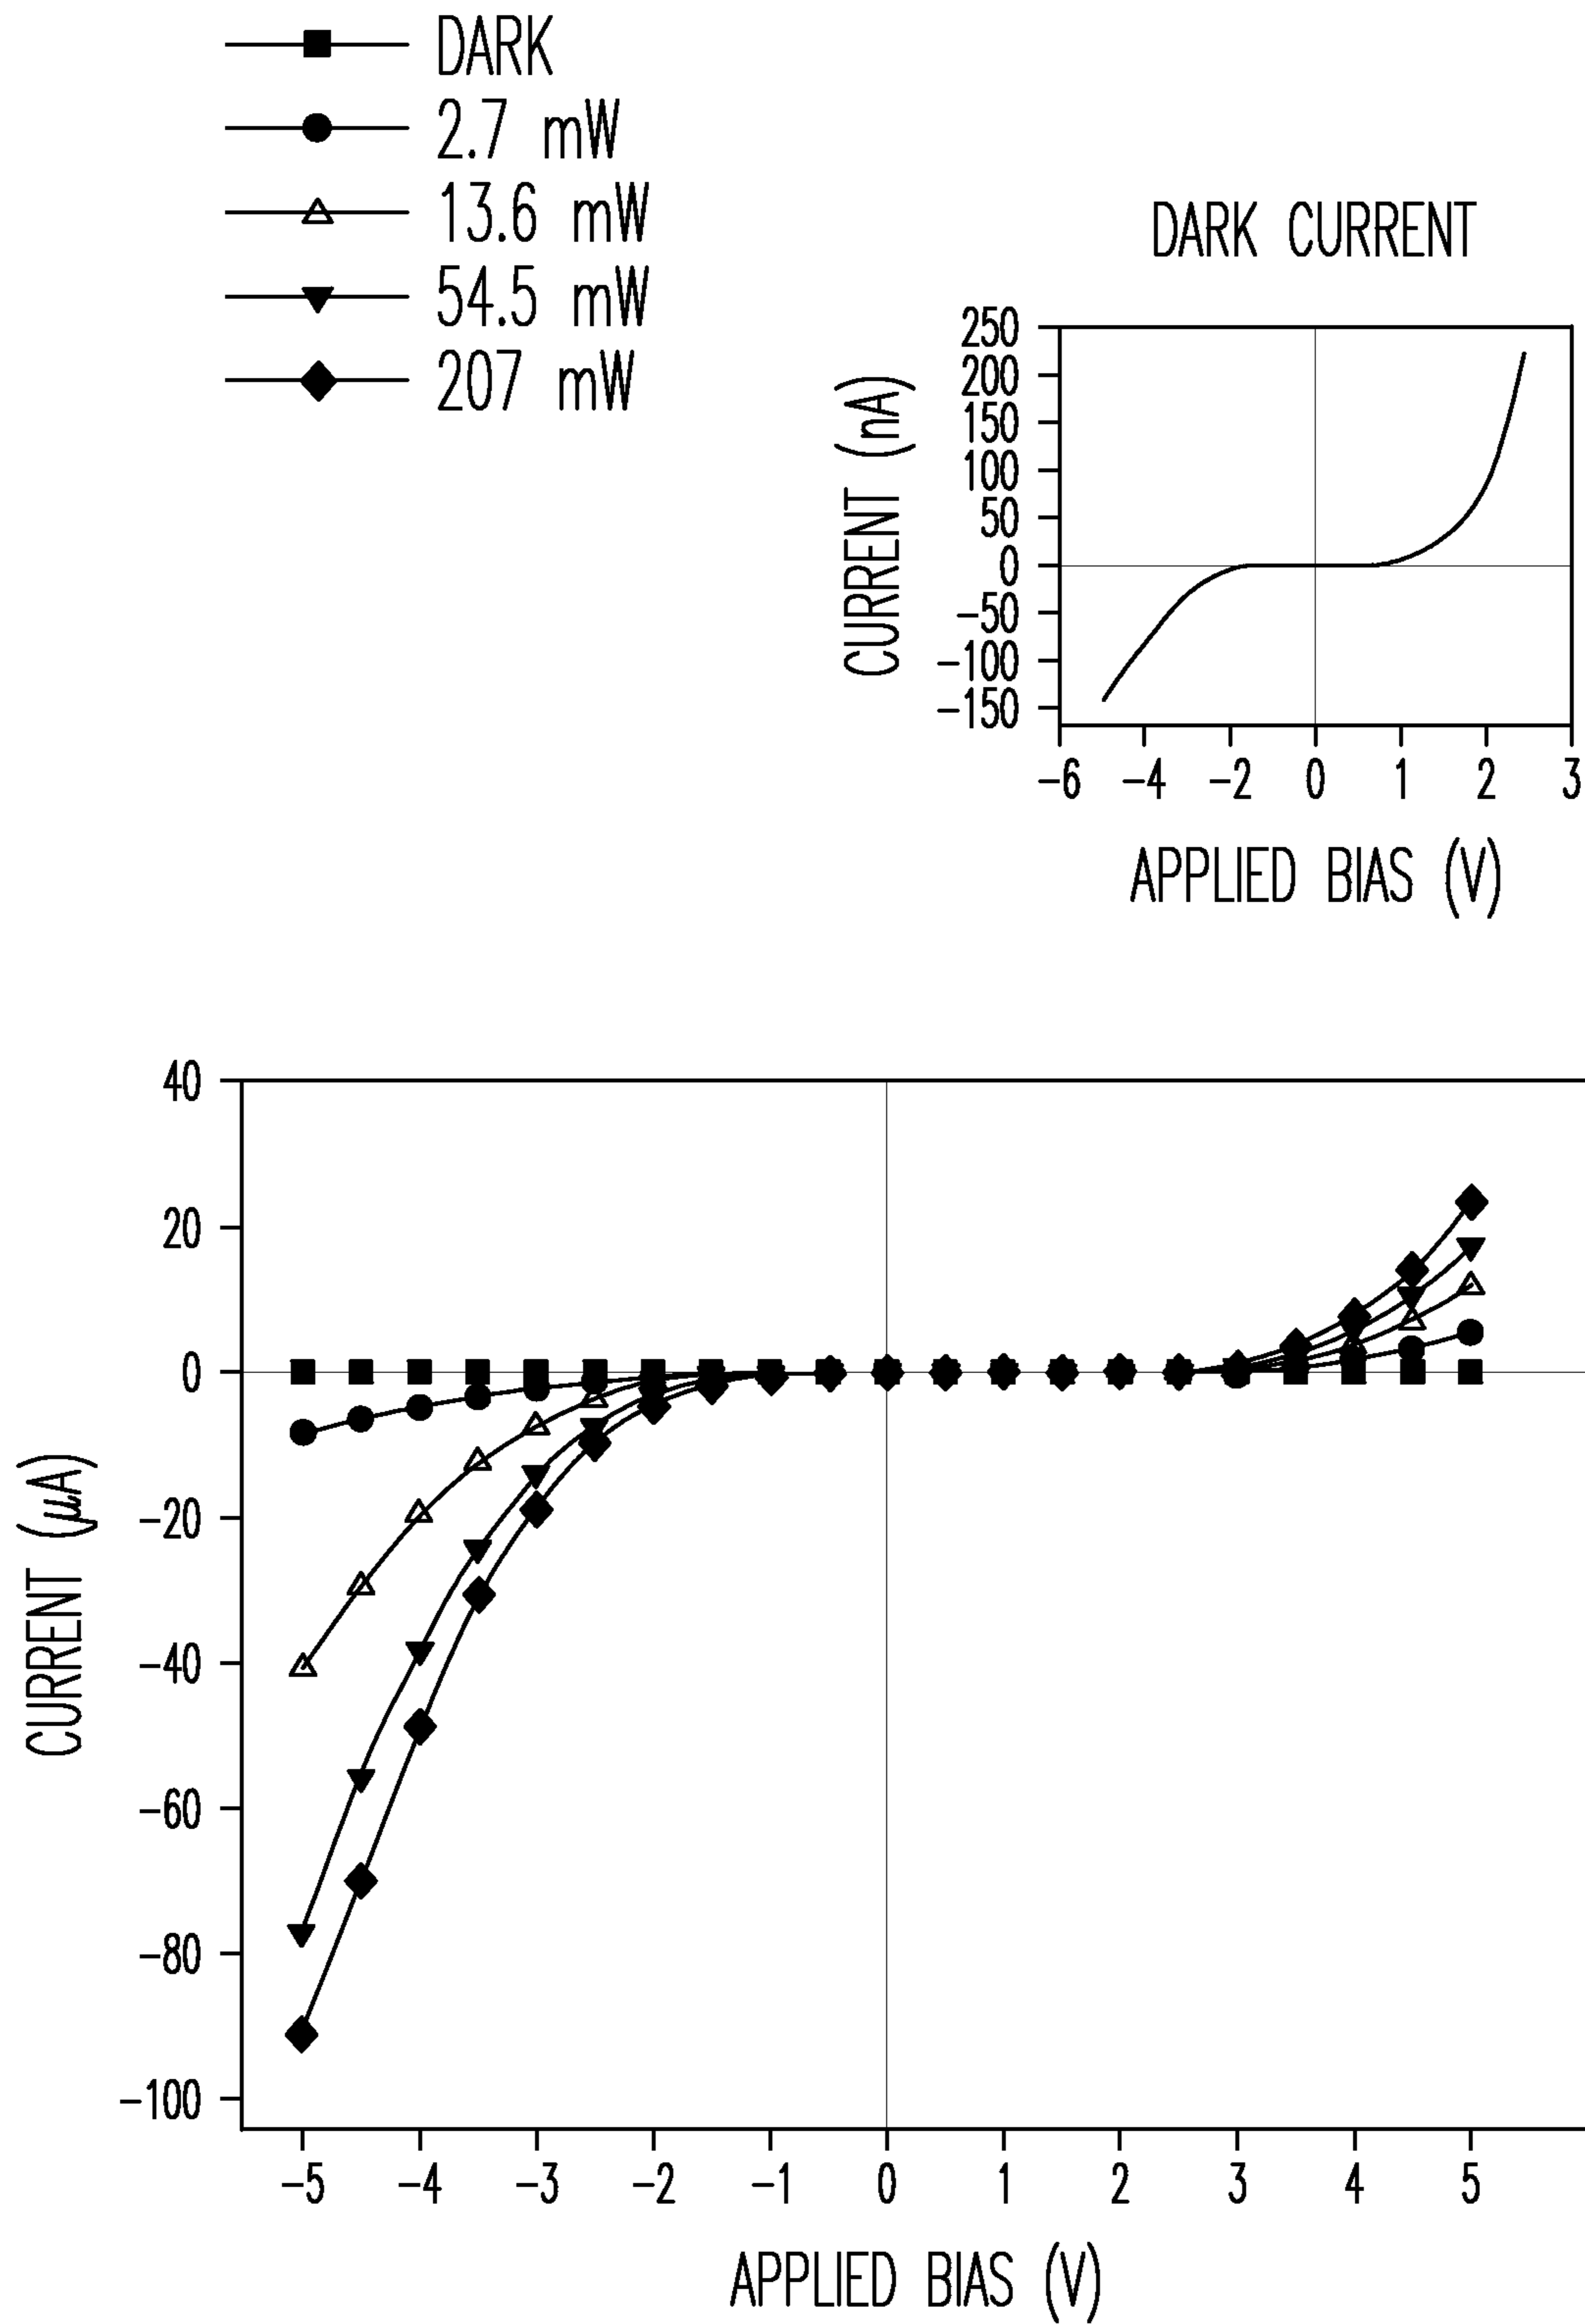 DARK
2.7 mW
13.6 mW
54.5 mW
207 mW
DARK CURRENT
CURRENT (nA)
250
200
150
100
50
0
-50
-100
-150
-6 -4 -2 0 1 2 3
APPLIED BIAS (V)
CURRENT (μA)
40
20
0
-20
-40
-60
-80
-100
-5 -4 -3 -2 -1 0 1 2 3 4 5
APPLIED BIAS (V)